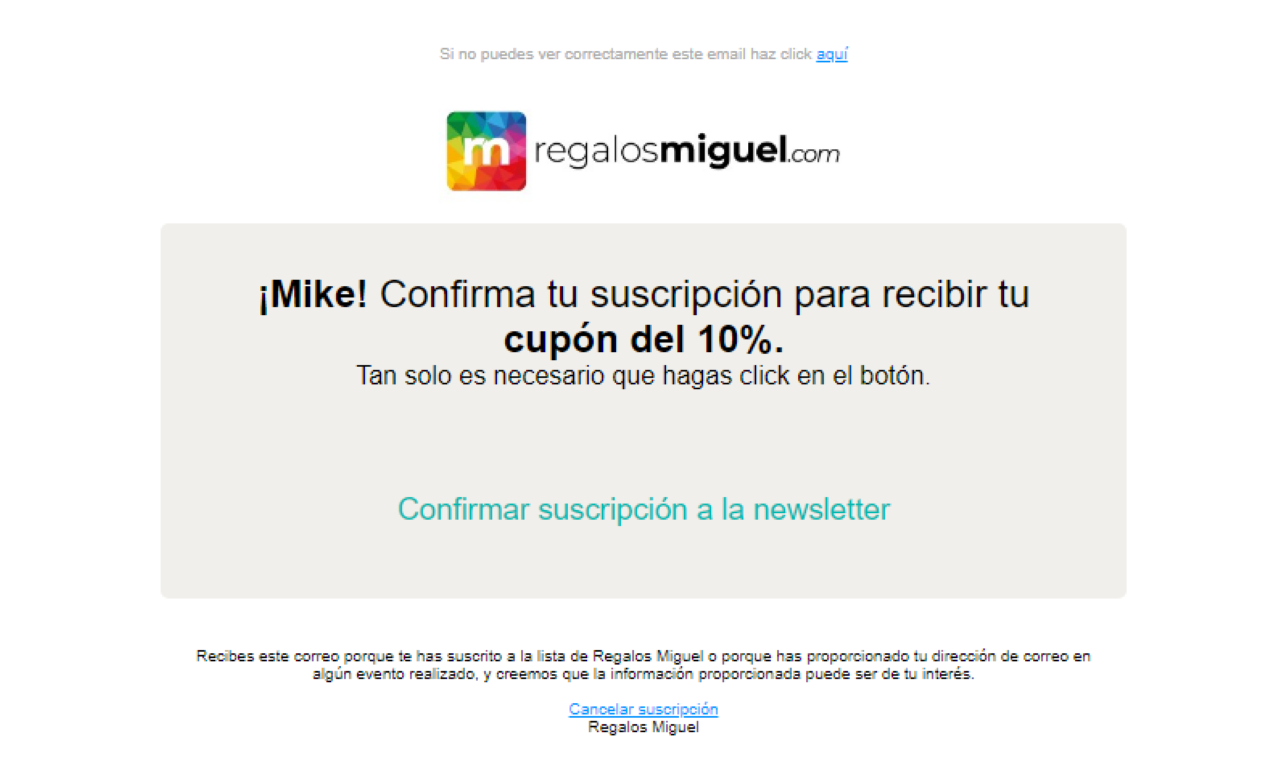 Si no puedes ver correctamente este email haz click aquí
m regalosmiguel.com
¡Mike! Confirma tu suscripción para recibir tu
cupón del 10%.
Tan solo es necesario que hagas click en el botón.
Confirmar suscripción a la newsletter
Recibes este correo porque te has suscrito a la lista de Regalos Miguel o porque has proporcionado tu dirección de correo en
algún evento realizado, y creemos que la información proporcionada puede ser de tu interés.
Cancelar suscripción
Regalos Miguel